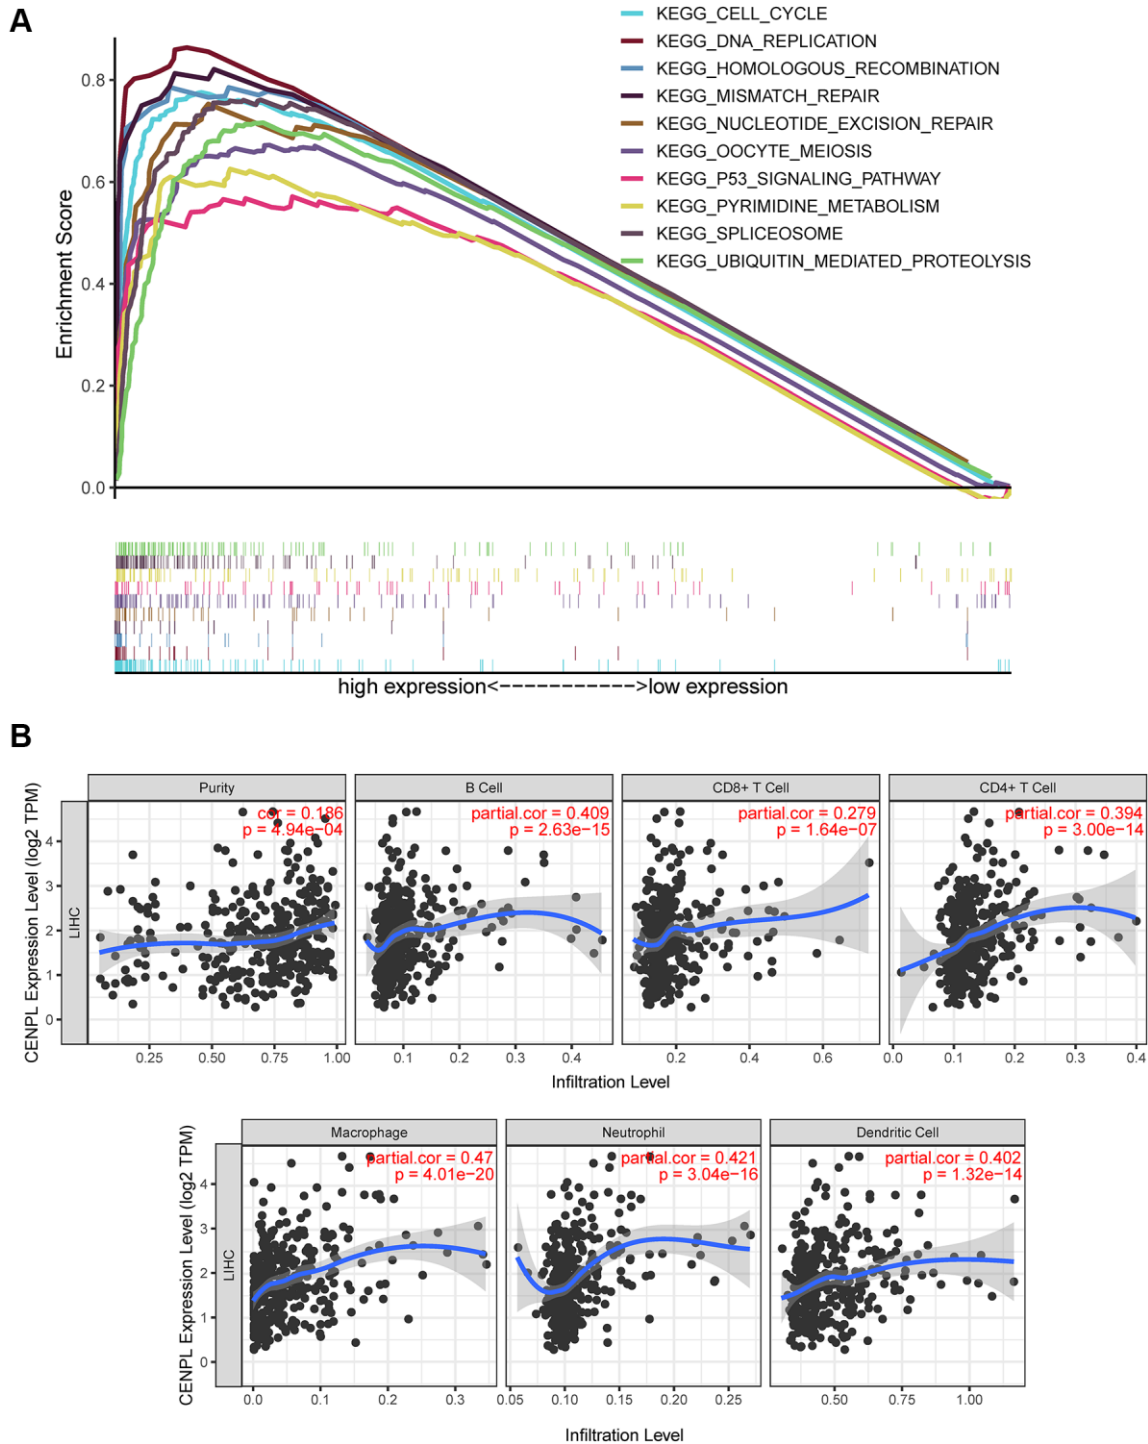 A
KEGG_CELL_CYCLE
KEGG_DNA_REPLICATION
KEGG_HOMOLOGOUS_RECOMBINATION
KEGG_MISMATCH_REPAIR
KEGG_NUCLEOTIDE_EXCISION_REPAIR
KEGG_OOCYTE_MEIOSIS
KEGG_P53_SIGNALING_PATHWAY
KEGG_PYRIMIDINE_METABOLISM
KEGG_SPLICEOSOME
KEGG_UBIQUITIN_MEDIATED_PROTEOLYSIS
Enrichment Score
0.8
0.6
0.4
0.2
0.0
high expression<----------->low expression
B
Purity
B Cell
CD8+ T Cell
CD4+ T Cell
cor = 0.186
p = 4.94e−04
partial.cor = 0.409
p = 2.63e−15
partial.cor = 0.279
p = 1.64e−07
partial.cor = 0.394
p = 3.00e−14
CENPL Expression Level (log2 TPM)
LIHC
4
3
2
1
0
0.25 0.50 0.75 1.00
0.1 0.2 0.3 0.4
0.2 0.4 0.6
0.0 0.1 0.2 0.3 0.4
Infiltration Level
Macrophage
Neutrophil
Dendritic Cell
partial.cor = 0.47
p = 4.01e−20
partial.cor = 0.421
p = 3.04e−16
partial.cor = 0.402
p = 1.32e−14
CENPL Expression Level (log2 TPM)
LIHC
4
3
2
1
0
0.0 0.1 0.2 0.3
0.05 0.10 0.15 0.20 0.25
0.50 0.75 1.00
Infiltration Level